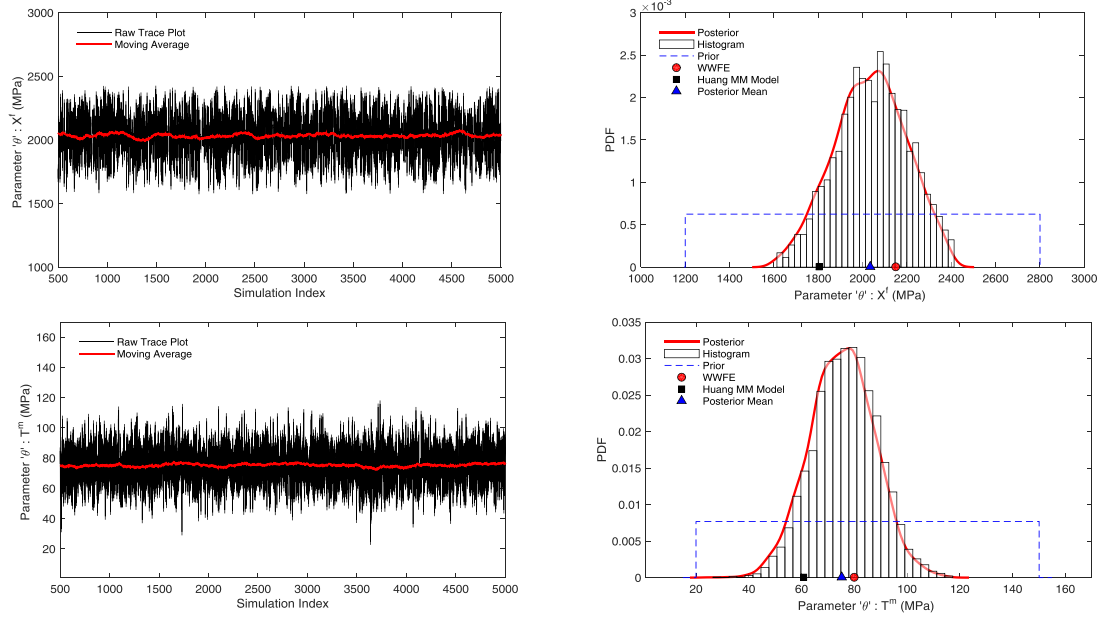 3000
2500
2000
1500
1000
Parameter 'θ' : X^f (MPa)
Raw Trace Plot
Moving Average
500 1000 1500 2000 2500 3000 3500 4000 4500 5000
Simulation Index
×10^-3
3
2.5
2
1.5
1
0.5
0
PDF
Posterior
Histogram
Prior
WWFE
Huang MM Model
Posterior Mean
1000 1200 1400 1600 1800 2000 2200 2400 2600 2800 3000
Parameter 'θ' : X^f (MPa)
160
140
120
100
80
60
40
20
Parameter 'θ' : T^m (MPa)
Raw Trace Plot
Moving Average
500 1000 1500 2000 2500 3000 3500 4000 4500 5000
Simulation Index
0.035
0.03
0.025
0.02
0.015
0.01
0.005
0
PDF
Posterior
Histogram
Prior
WWFE
Huang MM Model
Posterior Mean
20 40 60 80 100 120 140 160
Parameter 'θ' : T^m (MPa)